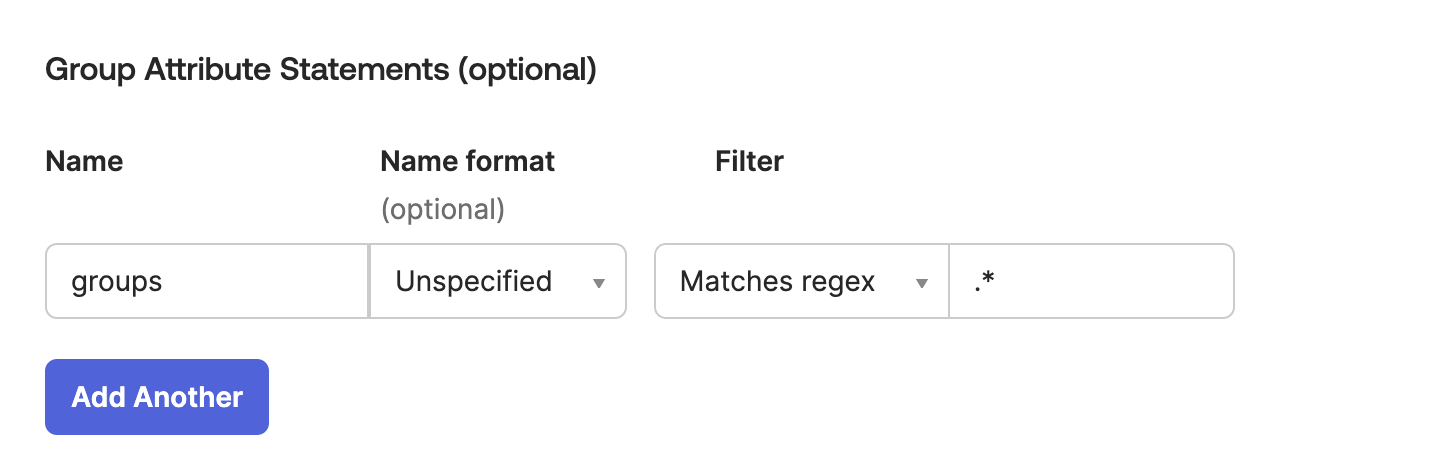 Group Attribute Statements (optional)
Name Name format Filter
(optional)
groups Unspecified Matches regex .*
Add Another